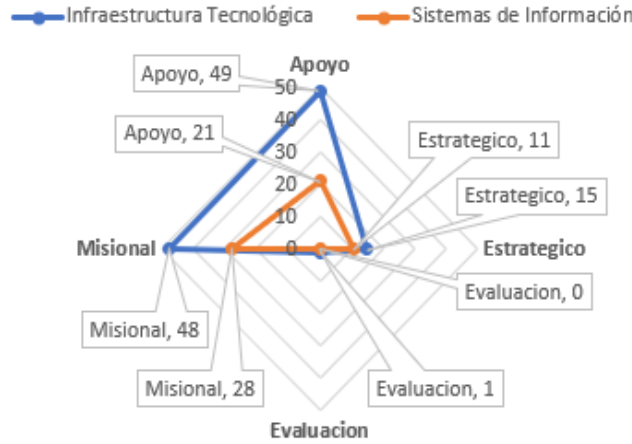 Infraestructura Tecnológica
Sistemas de Información
Apoyo
Apoyo, 49
50
40
Apoyo, 21
30
20
10
0
Estrategico, 11
Estrategico, 15
Misional
Estrategico
Evaluacion, 0
Misional, 48
Misional, 28
Evaluacion, 1
Evaluacion